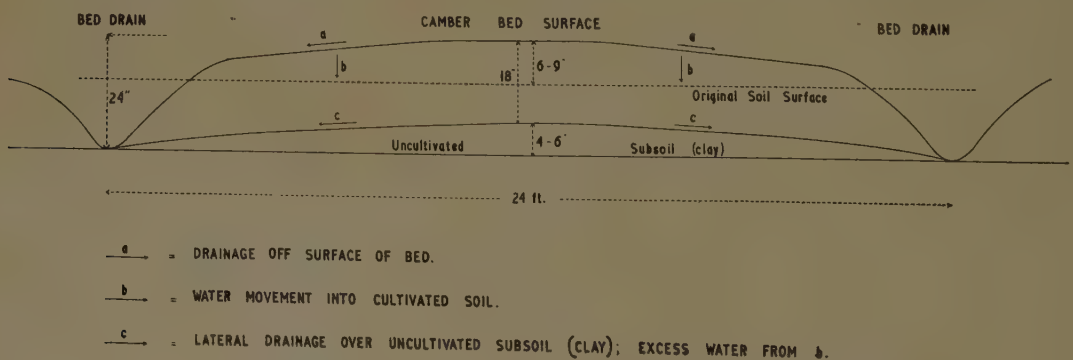 BED DRAIN
CAMBER BED SURFACE
BED DRAIN
a
a
b
b
18"
6-9"
24"
Original Soil Surface
c
c
Uncultivated
4-6"
Subsoil (clay)
24 ft.
a = DRAINAGE OFF SURFACE OF BED.
b = WATER MOVEMENT INTO CULTIVATED SOIL.
c = LATERAL DRAINAGE OVER UNCULTIVATED SUBSOIL (CLAY); EXCESS WATER FROM b.